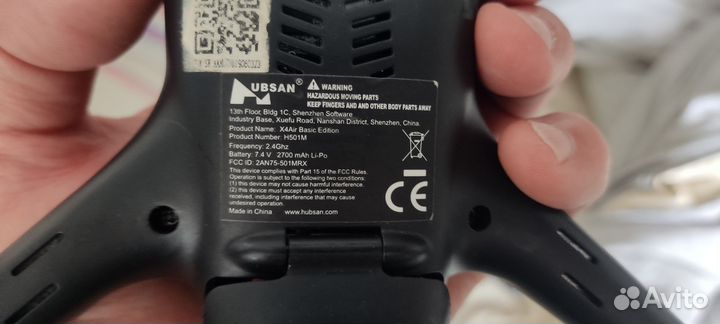 HUBSAN®
WARNING
HAZARDOUS MOVING PARTS
KEEP FINGERS AND AND OTHER BODY PARTS AWAY
13th Floor, Bldg 1C, Shenzhen Software
Industry Base, Xuefu Road, Nanshan District, Shenzhen, China.
Product Name: X4Air Basic Edition
Product Number: H501M
Frequency: 2.4Ghz
Battery: 7.4 V 2700 mAh Li-Po
FCC ID: 2AN75-501MRX
This device complies with Part 15 of the FCC Rules.
Operation is subject to the following two conditions:
(1) this device may not cause harmful interference.
(2) this device must accept any interference
received, including interference that may cause
undesired operation.
Made in China www.hubsan.com
CE
Avito